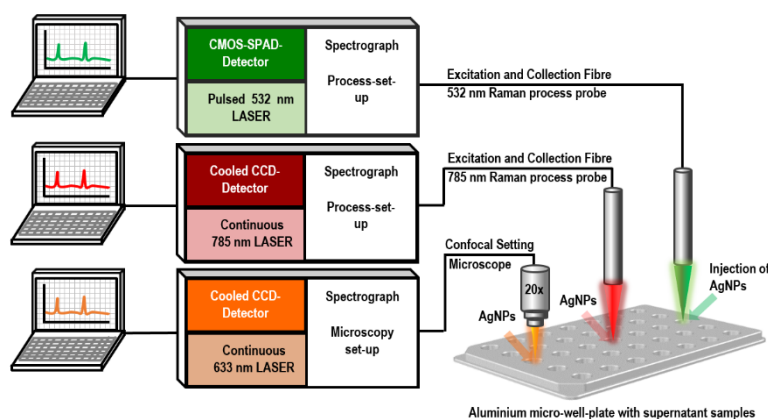 CMOS-SPAD-
Detector
Pulsed 532 nm
LASER
Spectrograph
Process-set-
up
Excitation and Collection Fibre
532 nm Raman process probe
Cooled CCD-
Detector
Continuous
785 nm LASER
Spectrograph
Process-set-
up
Excitation and Collection Fibre
785 nm Raman process probe
Cooled CCD-
Detector
Continuous
633 nm LASER
Spectrograph
Microscopy
set-up
Confocal Setting
Microscope
20x
AgNPs
AgNPs
Injection of
AgNPs
Aluminium micro-well-plate with supernatant samples